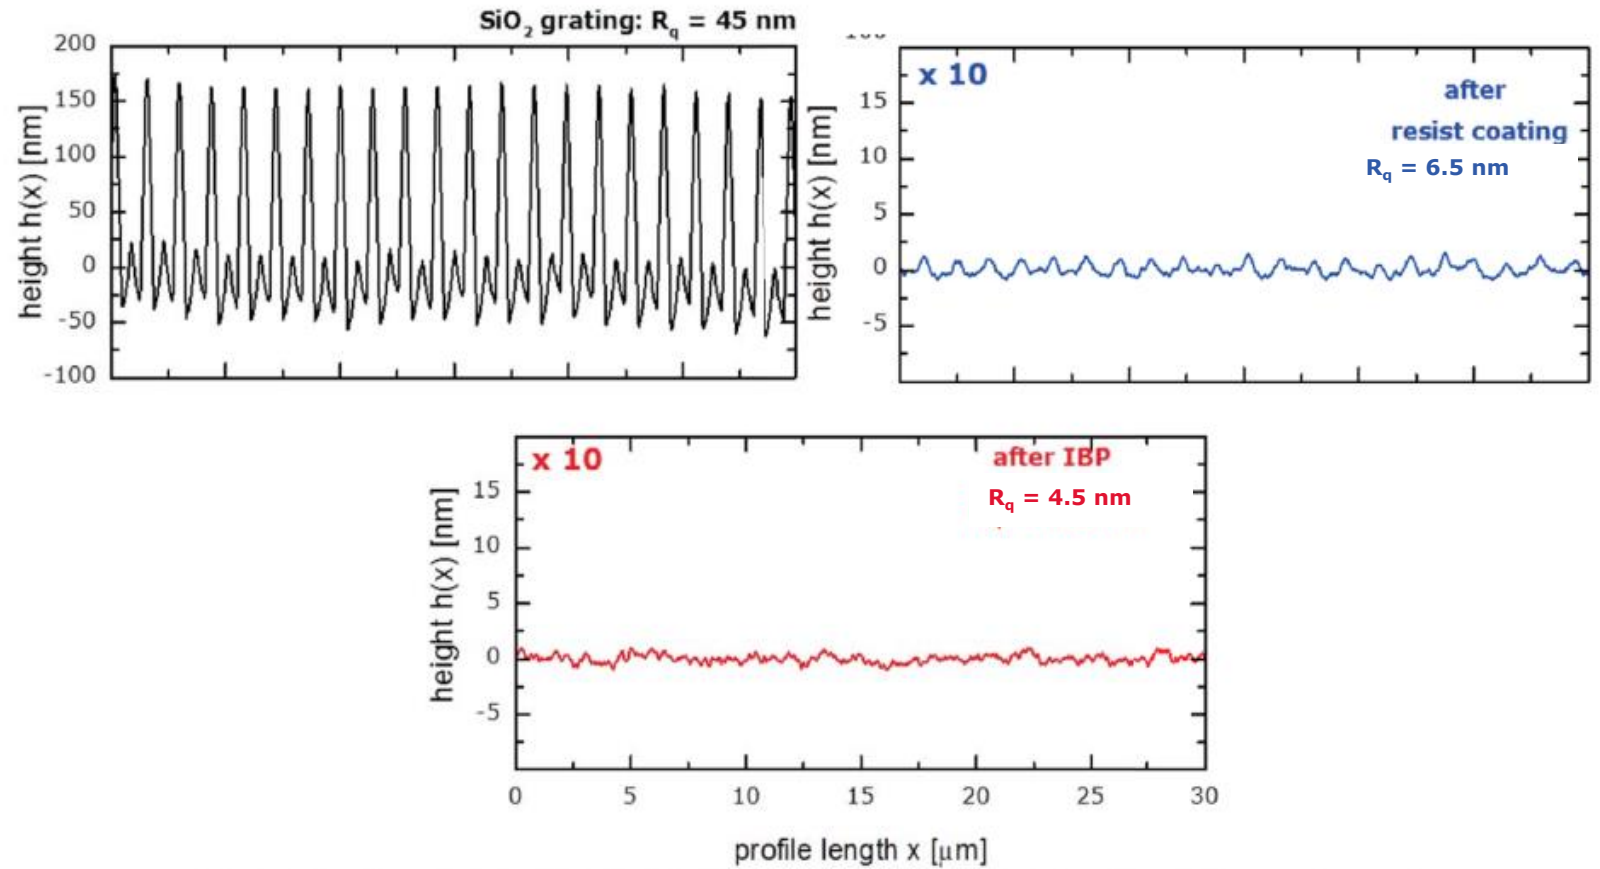 SiO₂ grating: Rq = 45 nm
200
150
100
50
0
-50
-100
height h(x) [nm]
x 10
after
resist coating
Rq = 6.5 nm
15
10
5
0
-5
height h(x) [nm]
x 10
after IBP
Rq = 4.5 nm
15
10
5
0
-5
height h(x) [nm]
0 5 10 15 20 25 30
profile length x [μm]